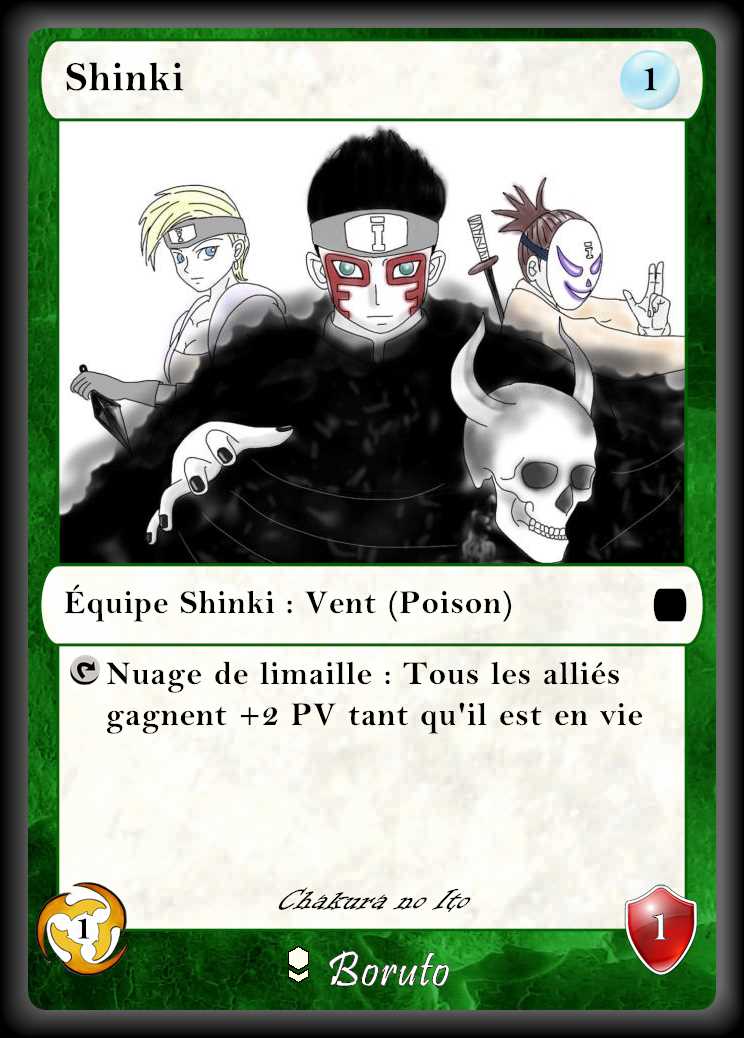 Shinki
1
Équipe Shinki : Vent (Poison)
Nuage de limaille : Tous les alliés
gagnent +2 PV tant qu'il est en vie
Chakura no Ito
1
1
Boruto